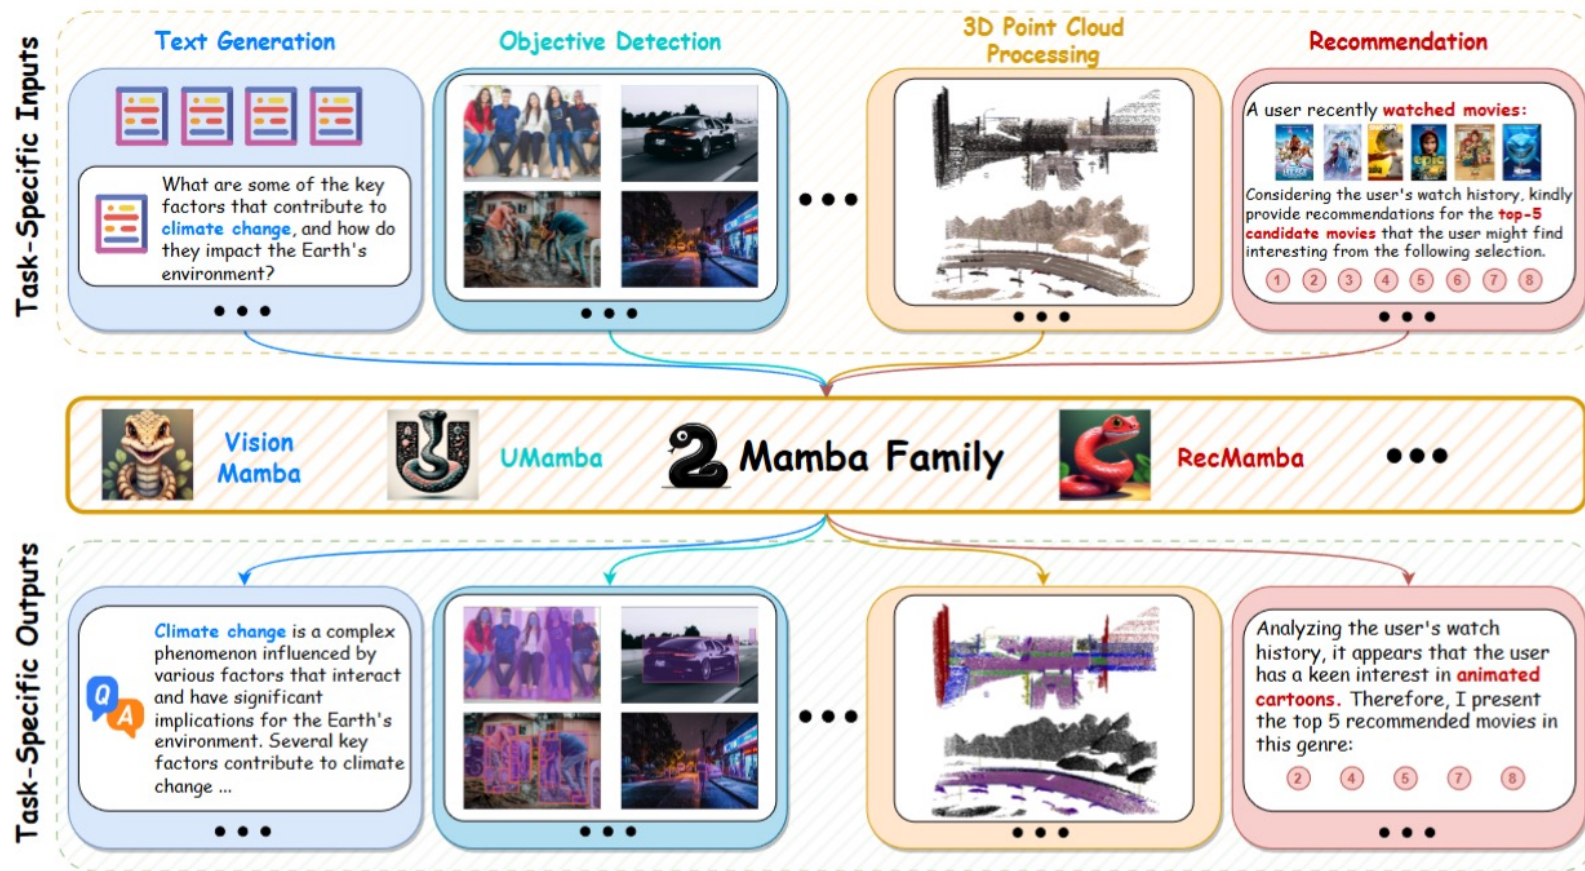 Task-Specific Inputs
Text Generation
What are some of the key
factors that contribute to
climate change, and how do
they impact the Earth's
environment?
Objective Detection
3D Point Cloud
Processing
Recommendation
A user recently watched movies:
epic
Considering the user's watch history, kindly
provide recommendations for the top-5
candidate movies that the user might find
interesting from the following selection.
1 2 3 4 5 6 7 8
Vision
Mamba
UMamba
Mamba Family
RecMamba
Task-Specific Outputs
Q
A
Climate change is a complex
phenomenon influenced by
various factors that interact
and have significant
implications for the Earth's
environment. Several key
factors contribute to climate
change ...
Analyzing the user's watch
history, it appears that the user
has a keen interest in animated
cartoons. Therefore, I present
the top 5 recommended movies in
this genre:
2 4 5 7 8